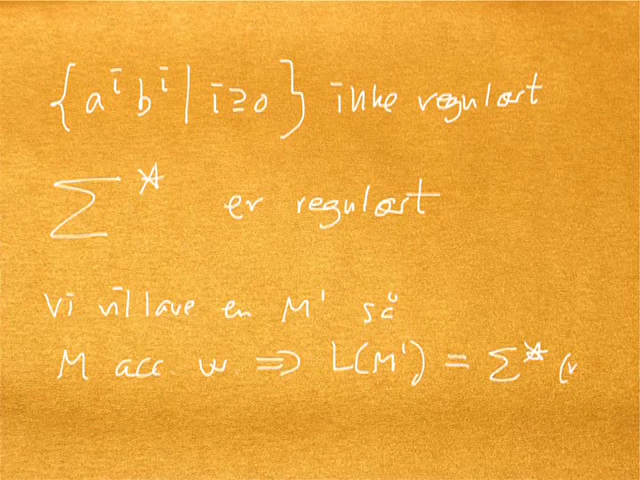 {aⁱbⁱ | i≥0} ikke regulært
Σ* er regulært
Vi vil lave en M' så
M acc w ⇒ L(M') = Σ* (r